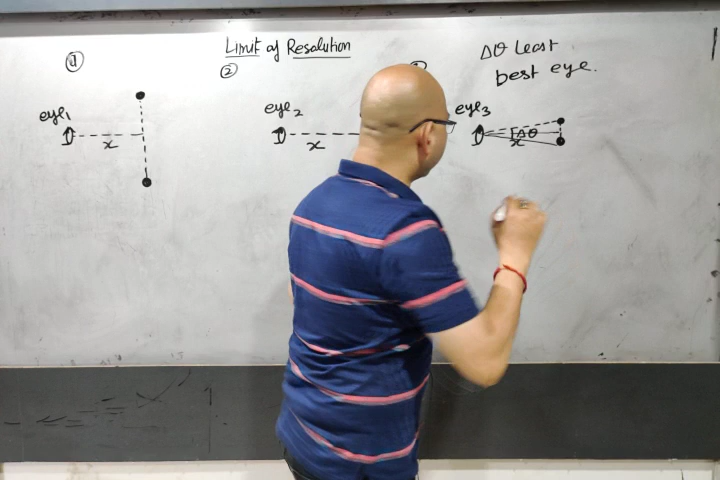 Limit of Resolution
①
②
Δθ Least
best eye.
eye1
x
eye2
x
eye3
Δθ
x